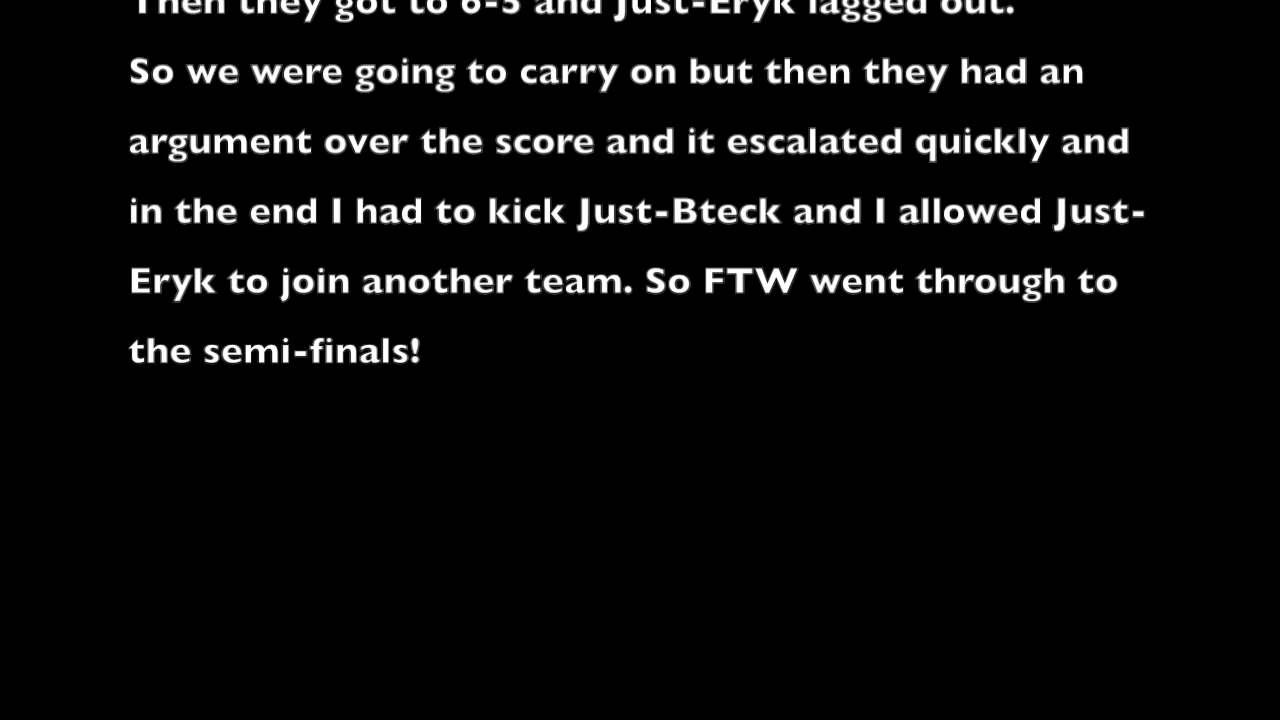 Then they got to 6-5 and Just-Eryk lagged out.
So we were going to carry on but then they had an
argument over the score and it escalated quickly and
in the end I had to kick Just-Bteck and I allowed Just-
Eryk to join another team. So FTW went through to
the semi-finals!